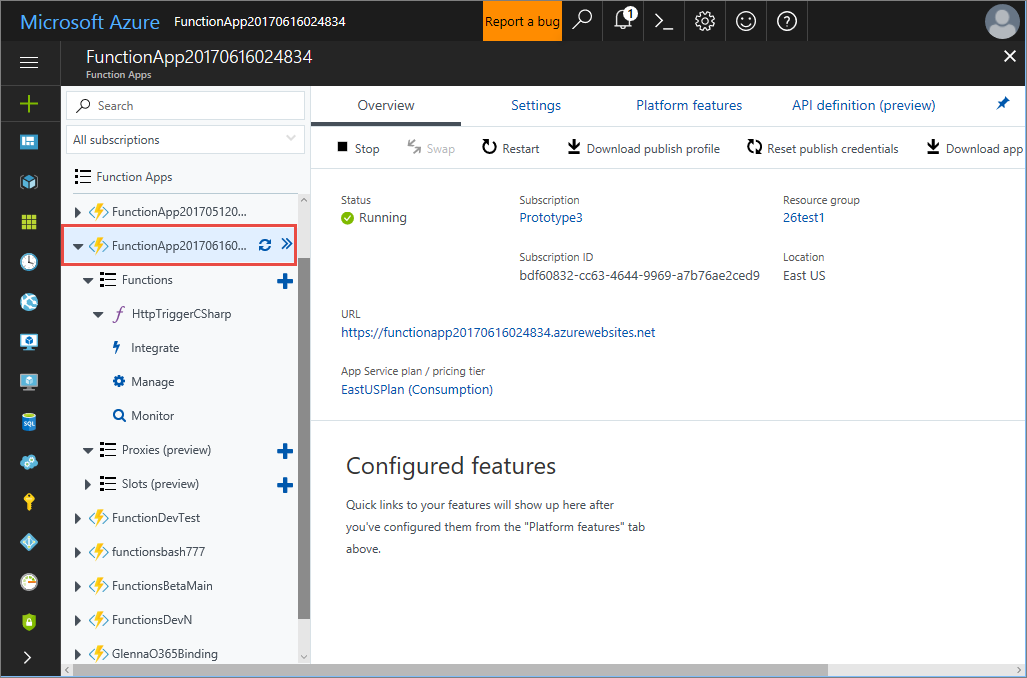 Microsoft Azure FunctionApp20170616024834 Report a bug 1
FunctionApp20170616024834
Function Apps
Search
All subscriptions
Function Apps
FunctionApp201705120...
FunctionApp201706160...
Functions
HttpTriggerCSharp
Integrate
Manage
Monitor
Proxies (preview)
Slots (preview)
FunctionDevTest
functionsbash777
FunctionsBetaMain
FunctionsDevN
GlennaO365Binding
SQL
Overview Settings Platform features API definition (preview)
Stop Swap Restart Download publish profile Reset publish credentials Download app
Status
Running
Subscription
Prototype3
Resource group
26test1
Subscription ID
bdf60832-cc63-4644-9969-a7b76ae2ced9
Location
East US
URL
https://functionapp20170616024834.azurewebsites.net
App Service plan / pricing tier
EastUSPlan (Consumption)
Configured features
Quick links to your features will show up here after
you've configured them from the "Platform features" tab
above.